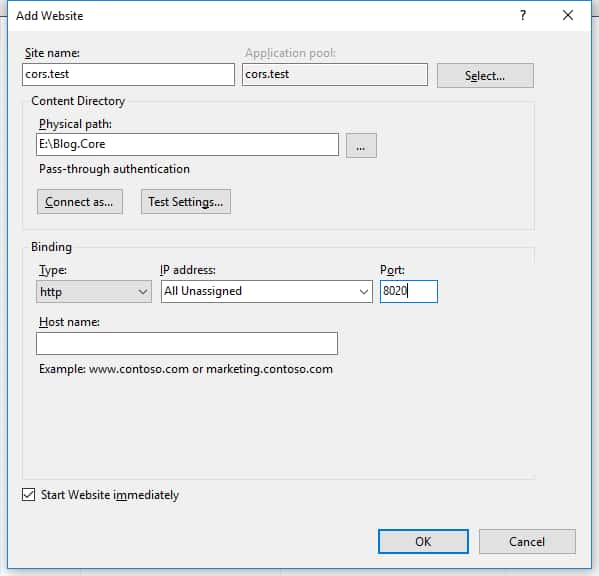 Add Website
?
Site name: Application pool:
cors.test cors.test Select...
Content Directory
Physical path:
E:\Blog.Core ...
Pass-through authentication
Connect as... Test Settings...
Binding
Type: IP address: Port:
http All Unassigned 8020
Host name:
Example: www.contoso.com or marketing.contoso.com
Start Website immediately
OK Cancel